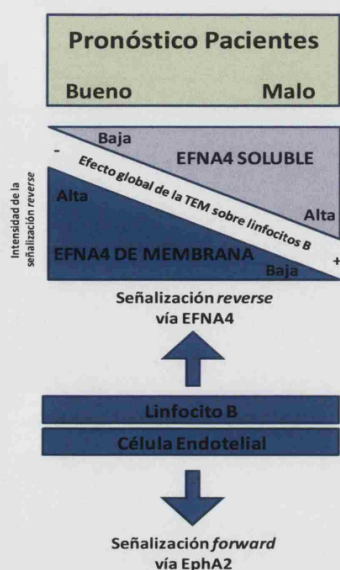 Pronóstico Pacientes
Bueno Malo
Baja
EFNA4 SOLUBLE
-
Efecto global de la TEM sobre linfocitos B
Intensidad de la
señalización reverse
Alta
Alta
EFNA4 DE MEMBRANA
+
Baja
Señalización reverse
vía EFNA4
Linfocito B
Célula Endotelial
Señalización forward
vía EphA2